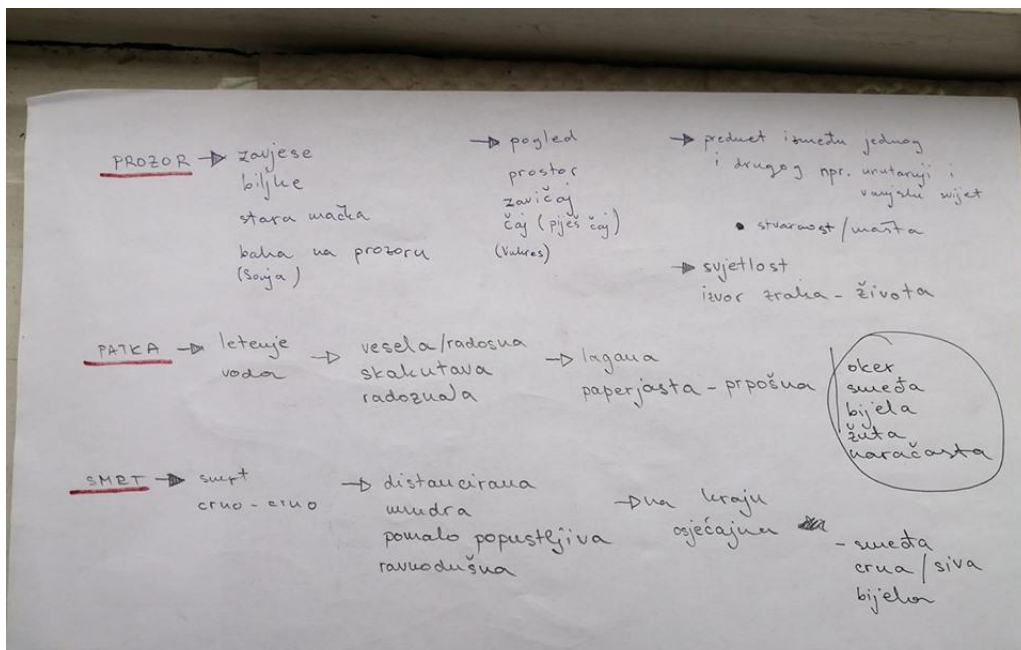 PROZOR → zavjese
biljke
stara mačka
baka na prozoru
(Sonja)
→ pogled
prostor
zavičaj
čaj (piješ čaj)
→ predmet između jednog
i drugog npr. unutarnji i
vanjski svijet
• stvarnost/mašta
→ svjetlost
izvor zraka - života
PATKA → letenje
voda
→ vesela/radosna
skakutava
radoznala
→ lagana
paperjasta - prpošna
oker
smeđa
bijela
žuta
naračasta
SMRT → smrt
crno - crno
→ distancirana
mudra
pomalo popustljiva
ravnodušna
→ na kraju
osjećajna
- smeđa
crna/siva
bijela